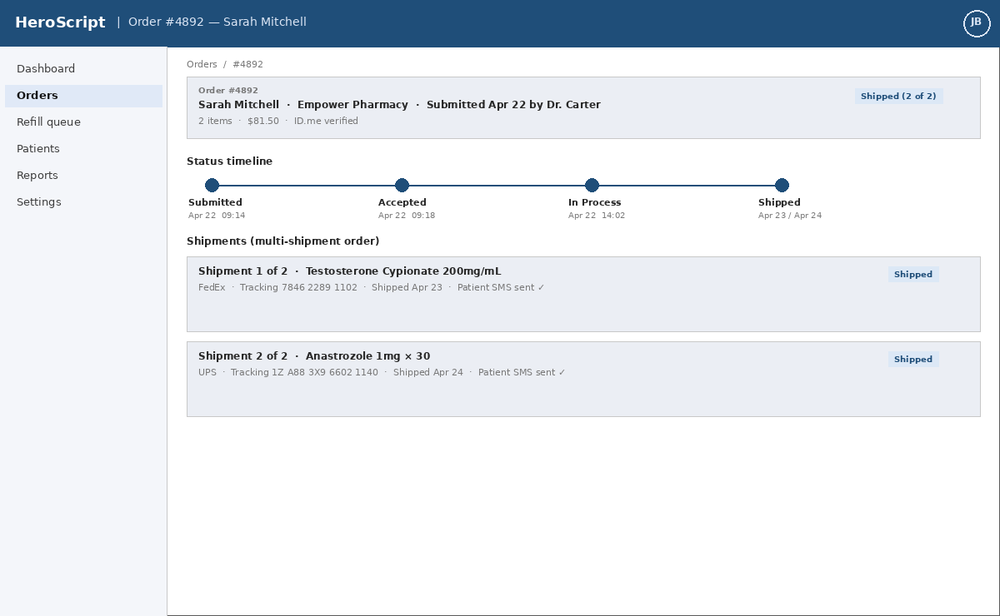 HeroScript | Order #4892 — Sarah Mitchell
JB
Dashboard
Orders
Refill queue
Patients
Reports
Settings
Orders / #4892
Order #4892
Sarah Mitchell · Empower Pharmacy · Submitted Apr 22 by Dr. Carter
Shipped (2 of 2)
2 items · $81.50 · ID.me verified
Status timeline
Submitted
Apr 22 09:14
Accepted
Apr 22 09:18
In Process
Apr 22 14:02
Shipped
Apr 23 / Apr 24
Shipments (multi-shipment order)
Shipment 1 of 2 · Testosterone Cypionate 200mg/mL
Shipped
FedEx · Tracking 7846 2289 1102 · Shipped Apr 23 · Patient SMS sent ✓
Shipment 2 of 2 · Anastrozole 1mg × 30
Shipped
UPS · Tracking 1Z A88 3X9 6602 1140 · Shipped Apr 24 · Patient SMS sent ✓